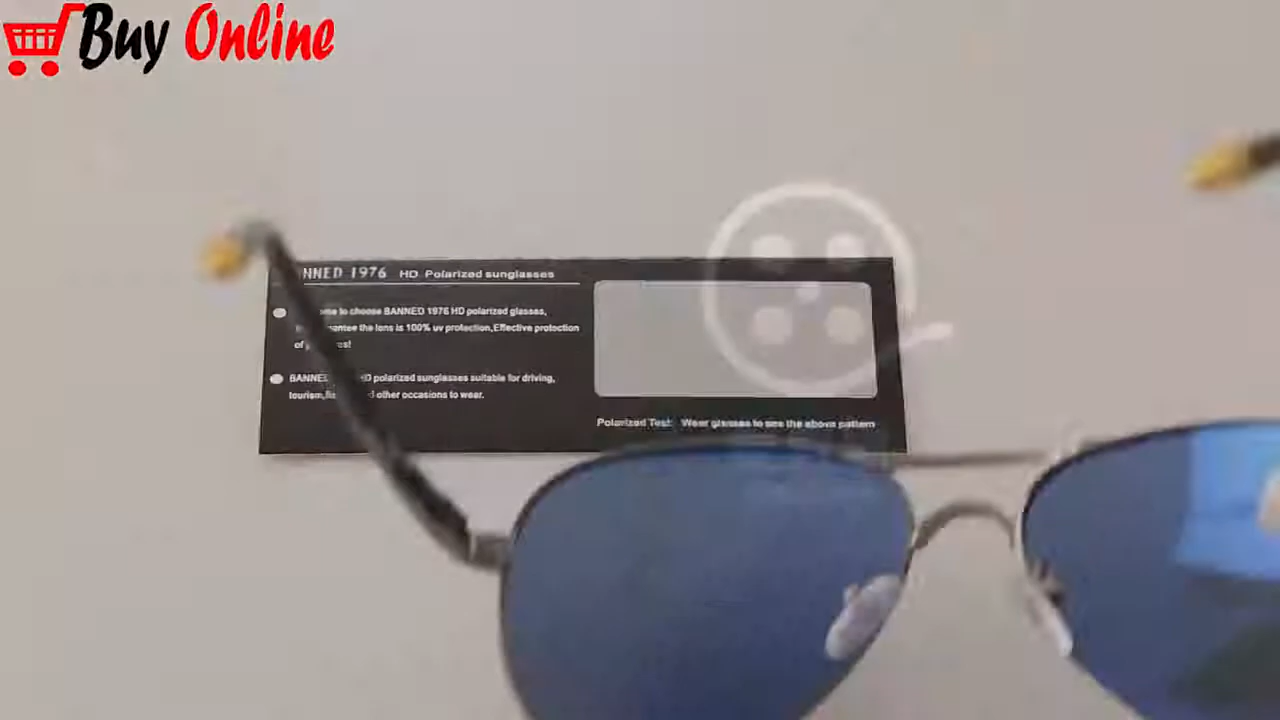 Buy Online
NNED 1976 HD Polarized sunglasses
me to choose BANNED 1976 HD polarized glasses,
the lens is 100% uv protection,Effective protection
of
BANNED HD polarized sunglasses suitable for driving,
tourism, other occasions to wear.
Polarized Test: Wear glasses to see the above pattern